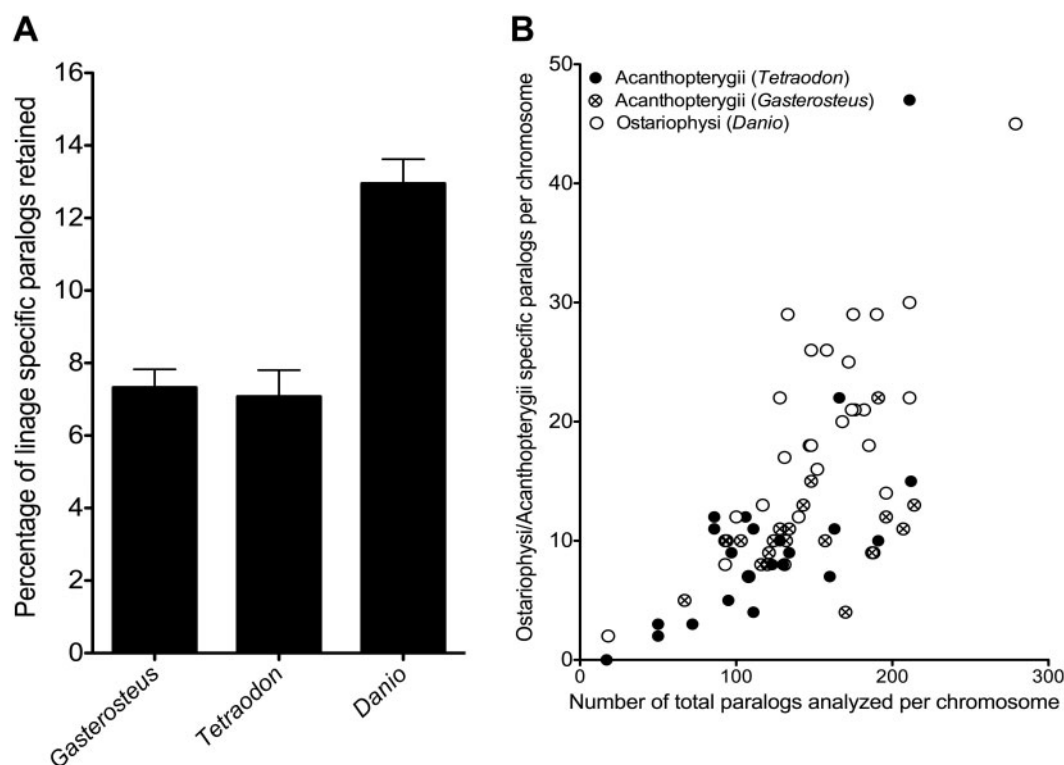 A
Percentage of linage specific paralogs retained
16
14
12
10
8
6
4
2
0
Gasterosteus
Tetraodon
Danio
B
Ostariophysi/Acanthopterygii specific paralogs per chromosome
50
40
30
20
10
0
Acanthopterygii (Tetraodon)
Acanthopterygii (Gasterosteus)
Ostariophysi (Danio)
0
100
200
300
Number of total paralogs analyzed per chromosome